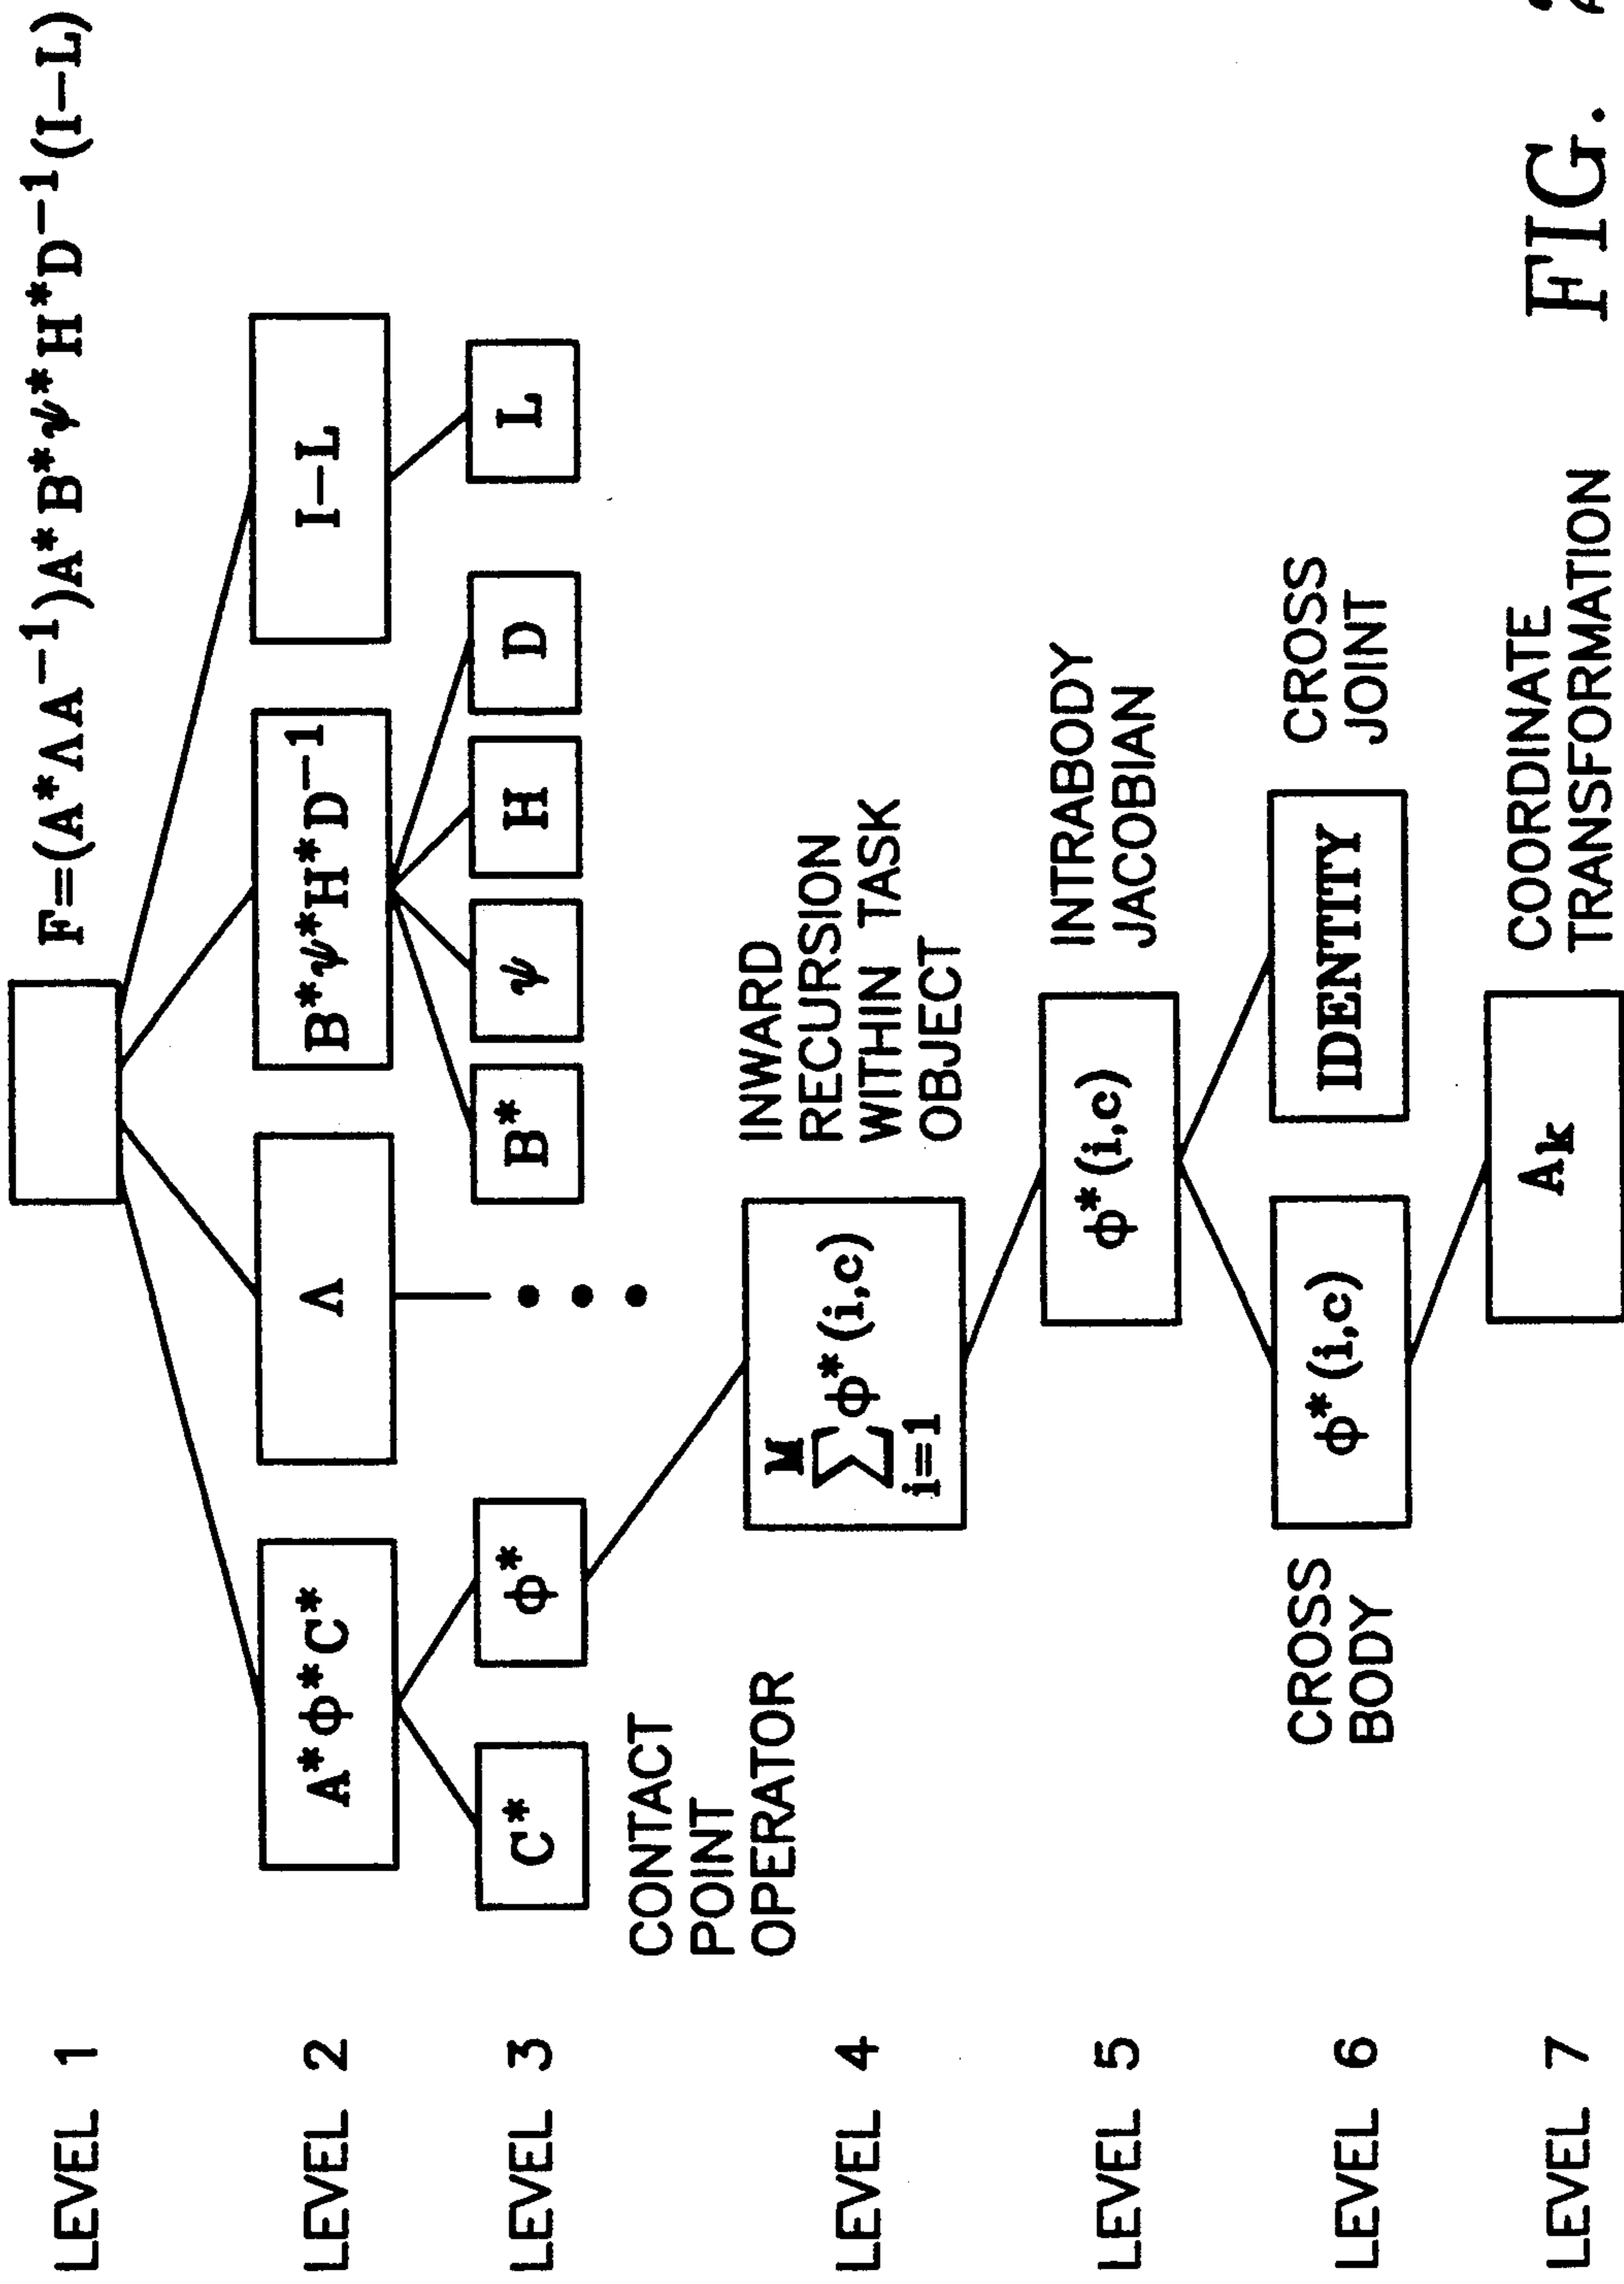 F=(A*ΛA⁻¹)A*B*ψ*H*D⁻¹(I−L)
LEVEL 1
LEVEL 2
A*ϕ*C*
Λ
B*ψ*H*D⁻¹
I−L
LEVEL 3
C*
ϕ*
B*
ψ
H
D
L
CONTACT
POINT
OPERATOR
LEVEL 4
M
∑ ϕ*(i,c)
i=1
INWARD
RECURSION
WITHIN TASK
OBJECT
LEVEL 5
ϕ*(i,c)
INTRABODY
JACOBIAN
LEVEL 6
CROSS
BODY
ϕ*(i,c)
IDENTITY
CROSS
JOINT
LEVEL 7
Ak
COORDINATE
TRANSFORMATION
FIG.